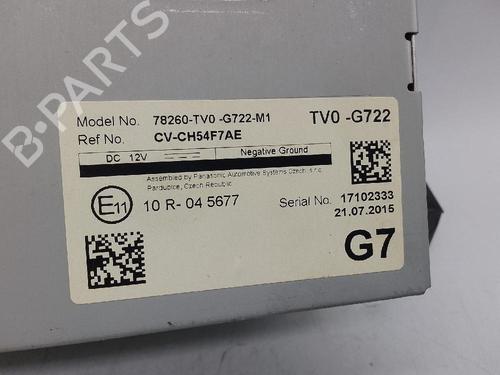 B-PARTS
Model No. 78260-TV0 -G722-M1 TV0 -G722
Ref No. CV-CH54F7AE
DC 12V Negative Ground
Assembled by Panasonic Automotive Systems Czech, s.r.o.
Pardubice, Czech Republic
E11 10 R- 04 5677
Serial No. 17102333
21.07.2015
G7